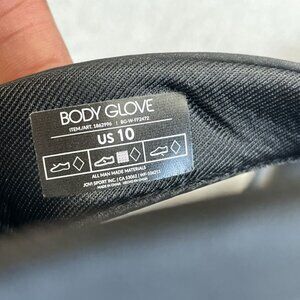 BODY GLOVE
ITEM/ART. 1862996 | BG-W-FF2472
US 10
ALL MAN MADE MATERIALS